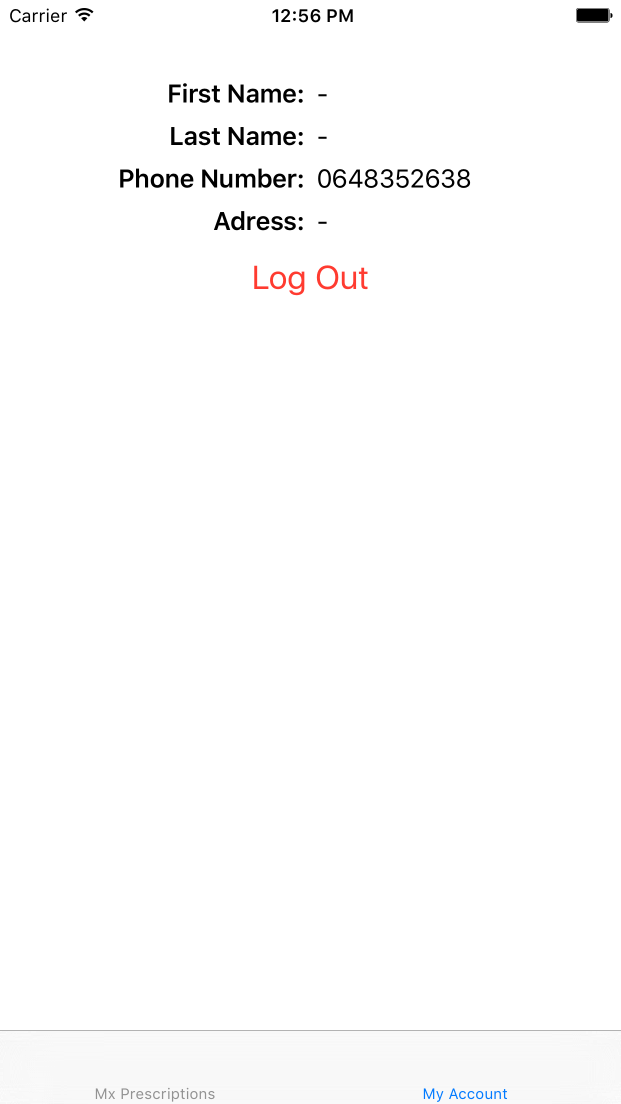 Carrier 12:56 PM
First Name: -
Last Name: -
Phone Number: 0648352638
Adress: -
Log Out
Mx Prescriptions My Account